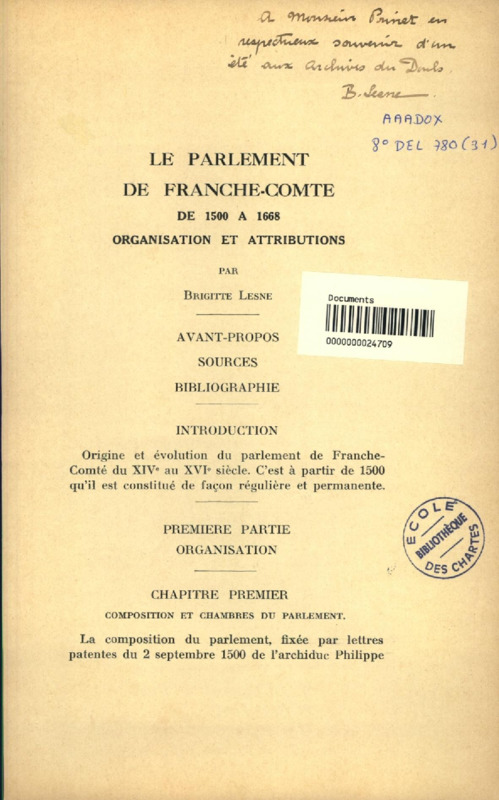 A Monsieur Prinet en
respectueux souvenir d'un
été aux Archives du Doubs.
B. Lesne
AAADOX
8° DEL 780 (31)
LE PARLEMENT
DE FRANCHE-COMTE
DE 1500 A 1668
ORGANISATION ET ATTRIBUTIONS
PAR
BRIGITTE LESNE
Documents
0000000024709
AVANT-PROPOS
SOURCES
BIBLIOGRAPHIE
INTRODUCTION
Origine et évolution du parlement de Franche-
Comté du XIVe au XVIe siècle. C'est à partir de 1500
qu'il est constitué de façon régulière et permanente.
PREMIERE PARTIE
ORGANISATION
ECOLE
BIBLIOTHÈQUE
DES CHARTES
CHAPITRE PREMIER
COMPOSITION ET CHAMBRES DU PARLEMENT.
La composition du parlement, fixée par lettres
patentes du 2 septembre 1500 de l'archiduc Philippe